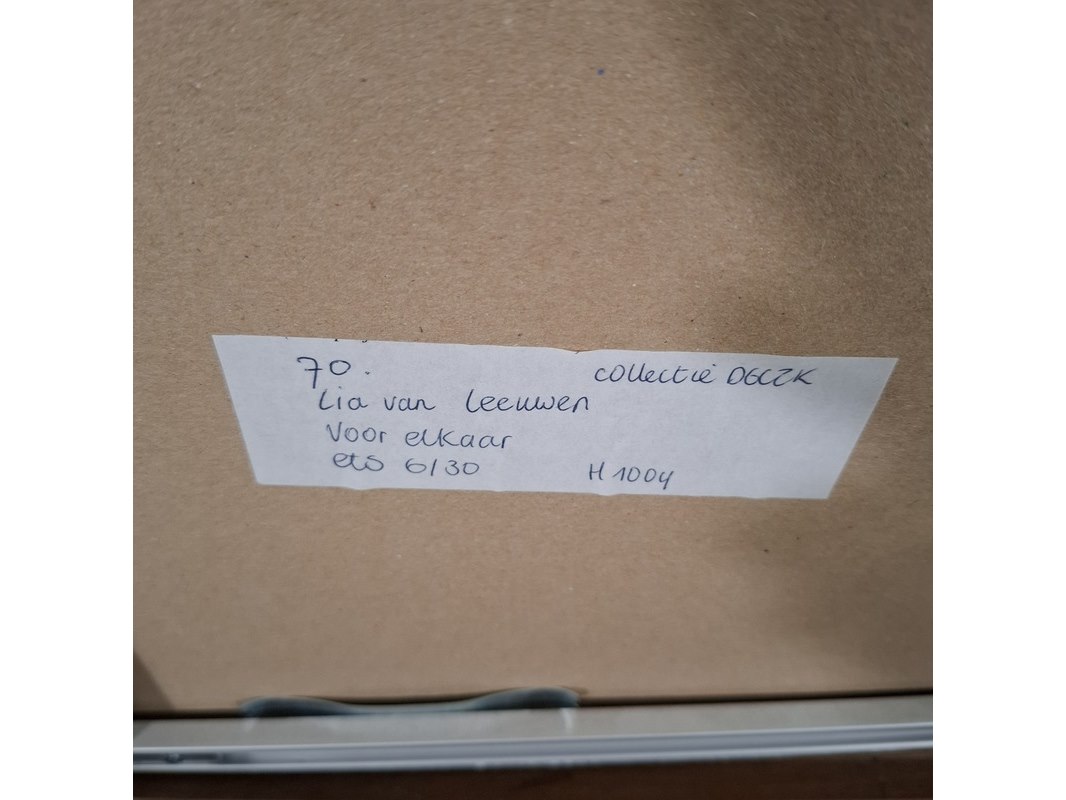 70. collectie DGCZK
Lia van Leeuwen
Voor elkaar
ets 6/30 H 1004